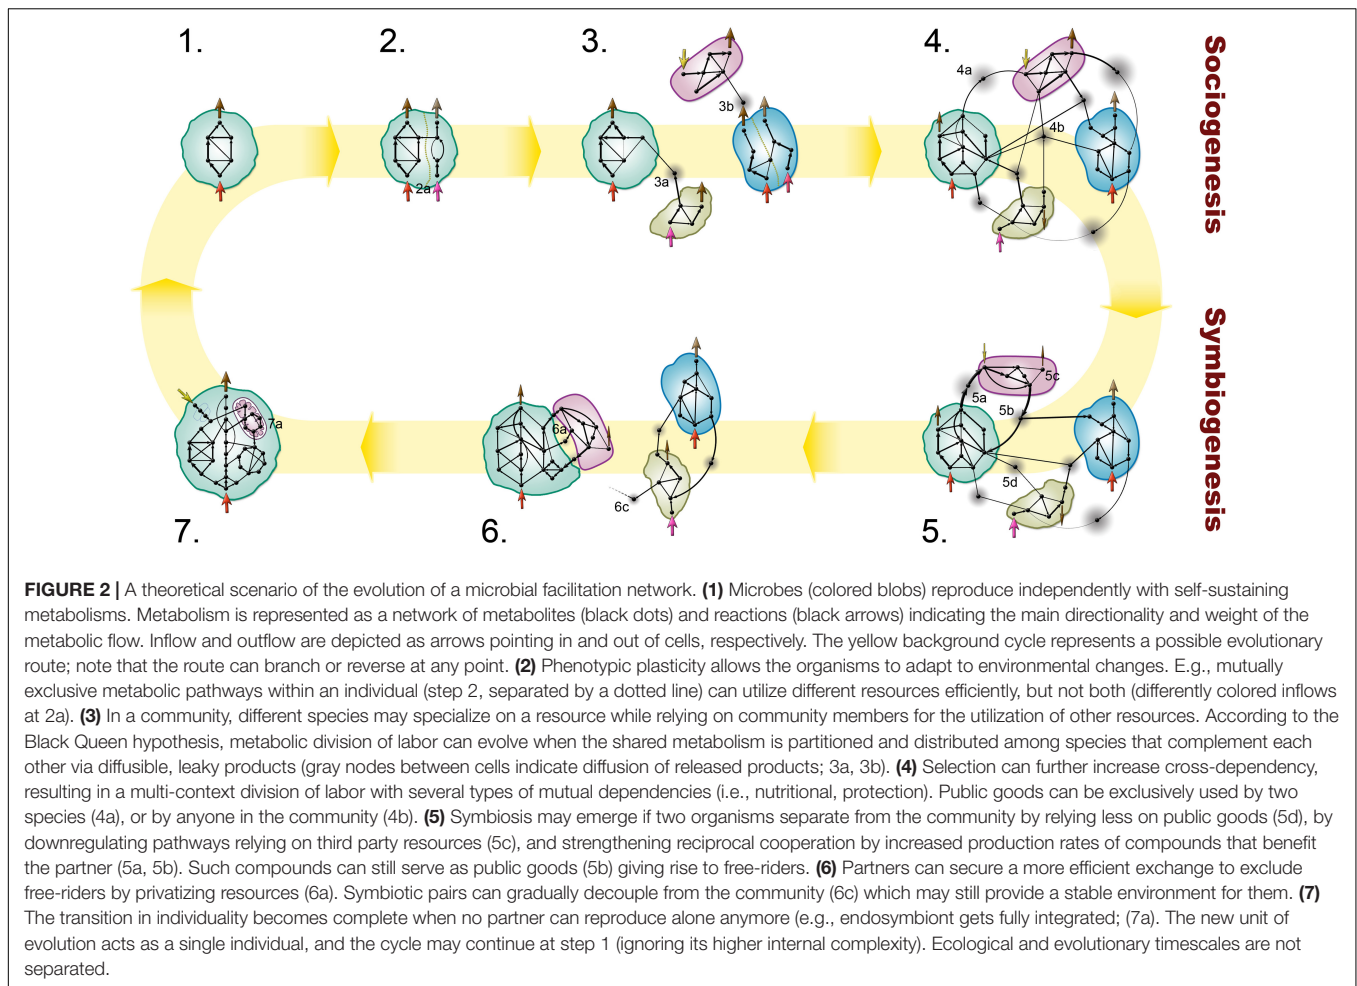 1.
2.
3.
4.
Sociogenesis
2a
3a
3b
4a
4b
Symbiogenesis
7a
7.
6a
6c
6.
5a
5b
5c
5d
5.
FIGURE 2 | A theoretical scenario of the evolution of a microbial facilitation network. (1) Microbes (colored blobs) reproduce independently with self-sustaining
metabolisms. Metabolism is represented as a network of metabolites (black dots) and reactions (black arrows) indicating the main directionality and weight of the
metabolic flow. Inflow and outflow are depicted as arrows pointing in and out of cells, respectively. The yellow background cycle represents a possible evolutionary
route; note that the route can branch or reverse at any point. (2) Phenotypic plasticity allows the organisms to adapt to environmental changes. E.g., mutually
exclusive metabolic pathways within an individual (step 2, separated by a dotted line) can utilize different resources efficiently, but not both (differently colored inflows
at 2a). (3) In a community, different species may specialize on a resource while relying on community members for the utilization of other resources. According to the
Black Queen hypothesis, metabolic division of labor can evolve when the shared metabolism is partitioned and distributed among species that complement each
other via diffusible, leaky products (gray nodes between cells indicate diffusion of released products; 3a, 3b). (4) Selection can further increase cross-dependency,
resulting in a multi-context division of labor with several types of mutual dependencies (i.e., nutritional, protection). Public goods can be exclusively used by two
species (4a), or by anyone in the community (4b). (5) Symbiosis may emerge if two organisms separate from the community by relying less on public goods (5d), by
downregulating pathways relying on third party resources (5c), and strengthening reciprocal cooperation by increased production rates of compounds that benefit
the partner (5a, 5b). Such compounds can still serve as public goods (5b) giving rise to free-riders. (6) Partners can secure a more efficient exchange to exclude
free-riders by privatizing resources (6a). Symbiotic pairs can gradually decouple from the community (6c) which may still provide a stable environment for them. (7)
The transition in individuality becomes complete when no partner can reproduce alone anymore (e.g., endosymbiont gets fully integrated; (7a). The new unit of
evolution acts as a single individual, and the cycle may continue at step 1 (ignoring its higher internal complexity). Ecological and evolutionary timescales are not
separated.